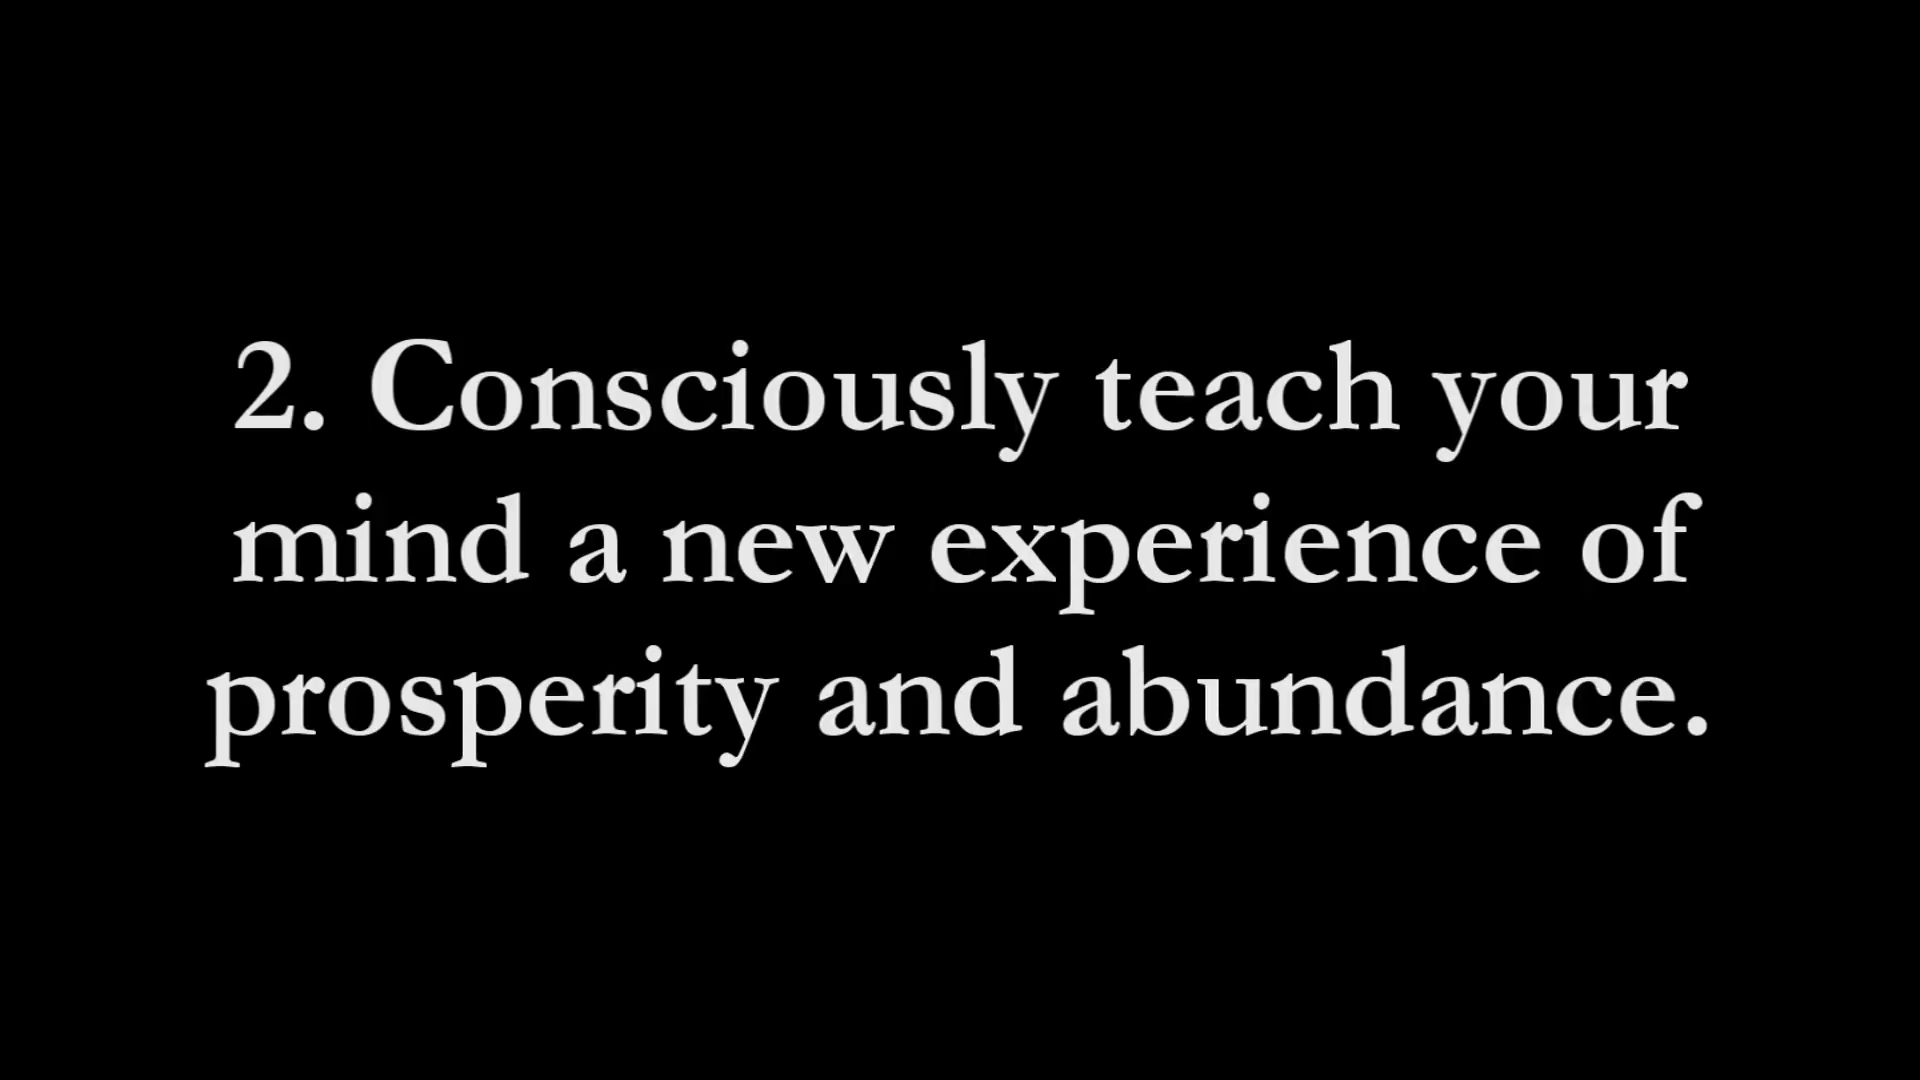 2. Consciously teach your
mind a new experience of
prosperity and abundance.